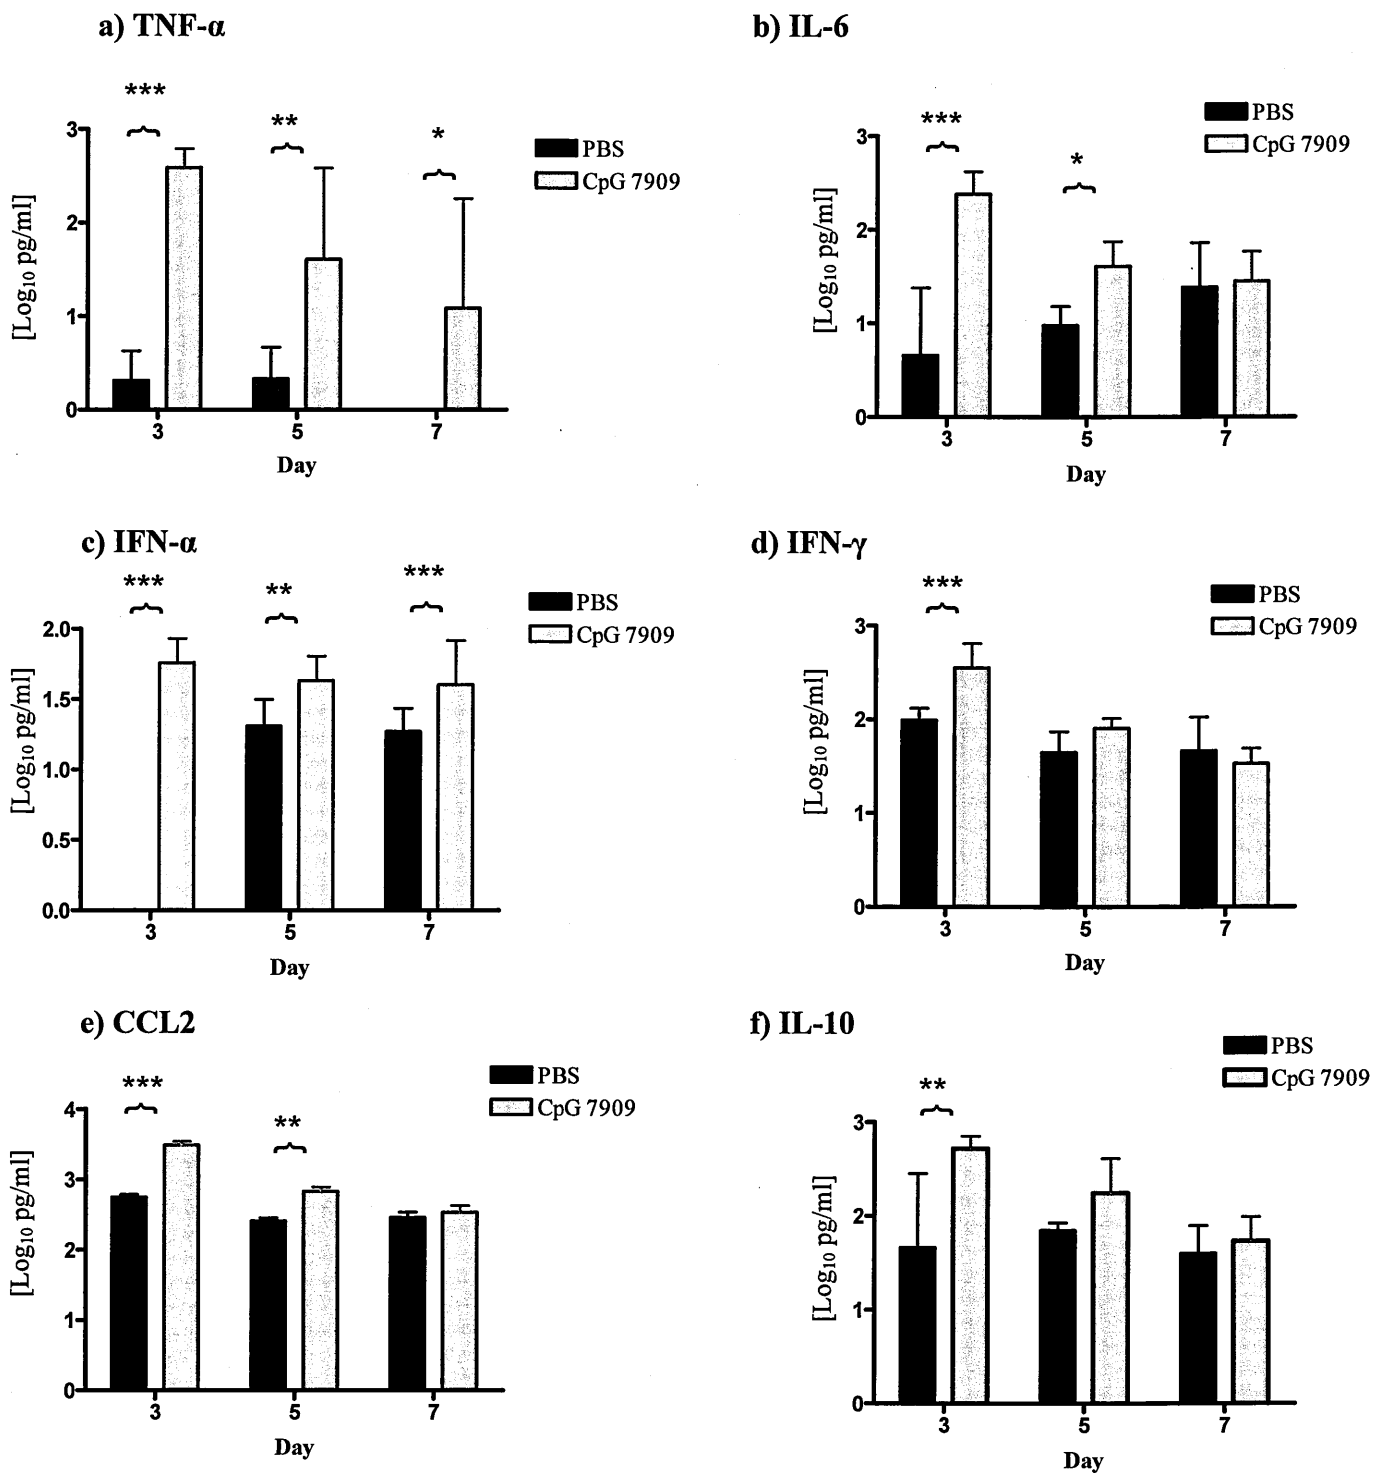 a) TNF-α
***
**
*
3
2
1
0
[Log10 pg/ml]
3 5 7
Day
PBS
CpG 7909
b) IL-6
***
*
3
2
1
0
[Log10 pg/ml]
3 5 7
Day
PBS
CpG 7909
c) IFN-α
***
**
***
2.0
1.5
1.0
0.5
0.0
[Log10 pg/ml]
3 5 7
Day
PBS
CpG 7909
d) IFN-γ
***
3
2
1
0
[Log10 pg/ml]
3 5 7
Day
PBS
CpG 7909
e) CCL2
***
**
4
3
2
1
0
[Log10 pg/ml]
3 5 7
Day
PBS
CpG 7909
f) IL-10
**
3
2
1
0
[Log10 pg/ml]
3 5 7
Day
PBS
CpG 7909